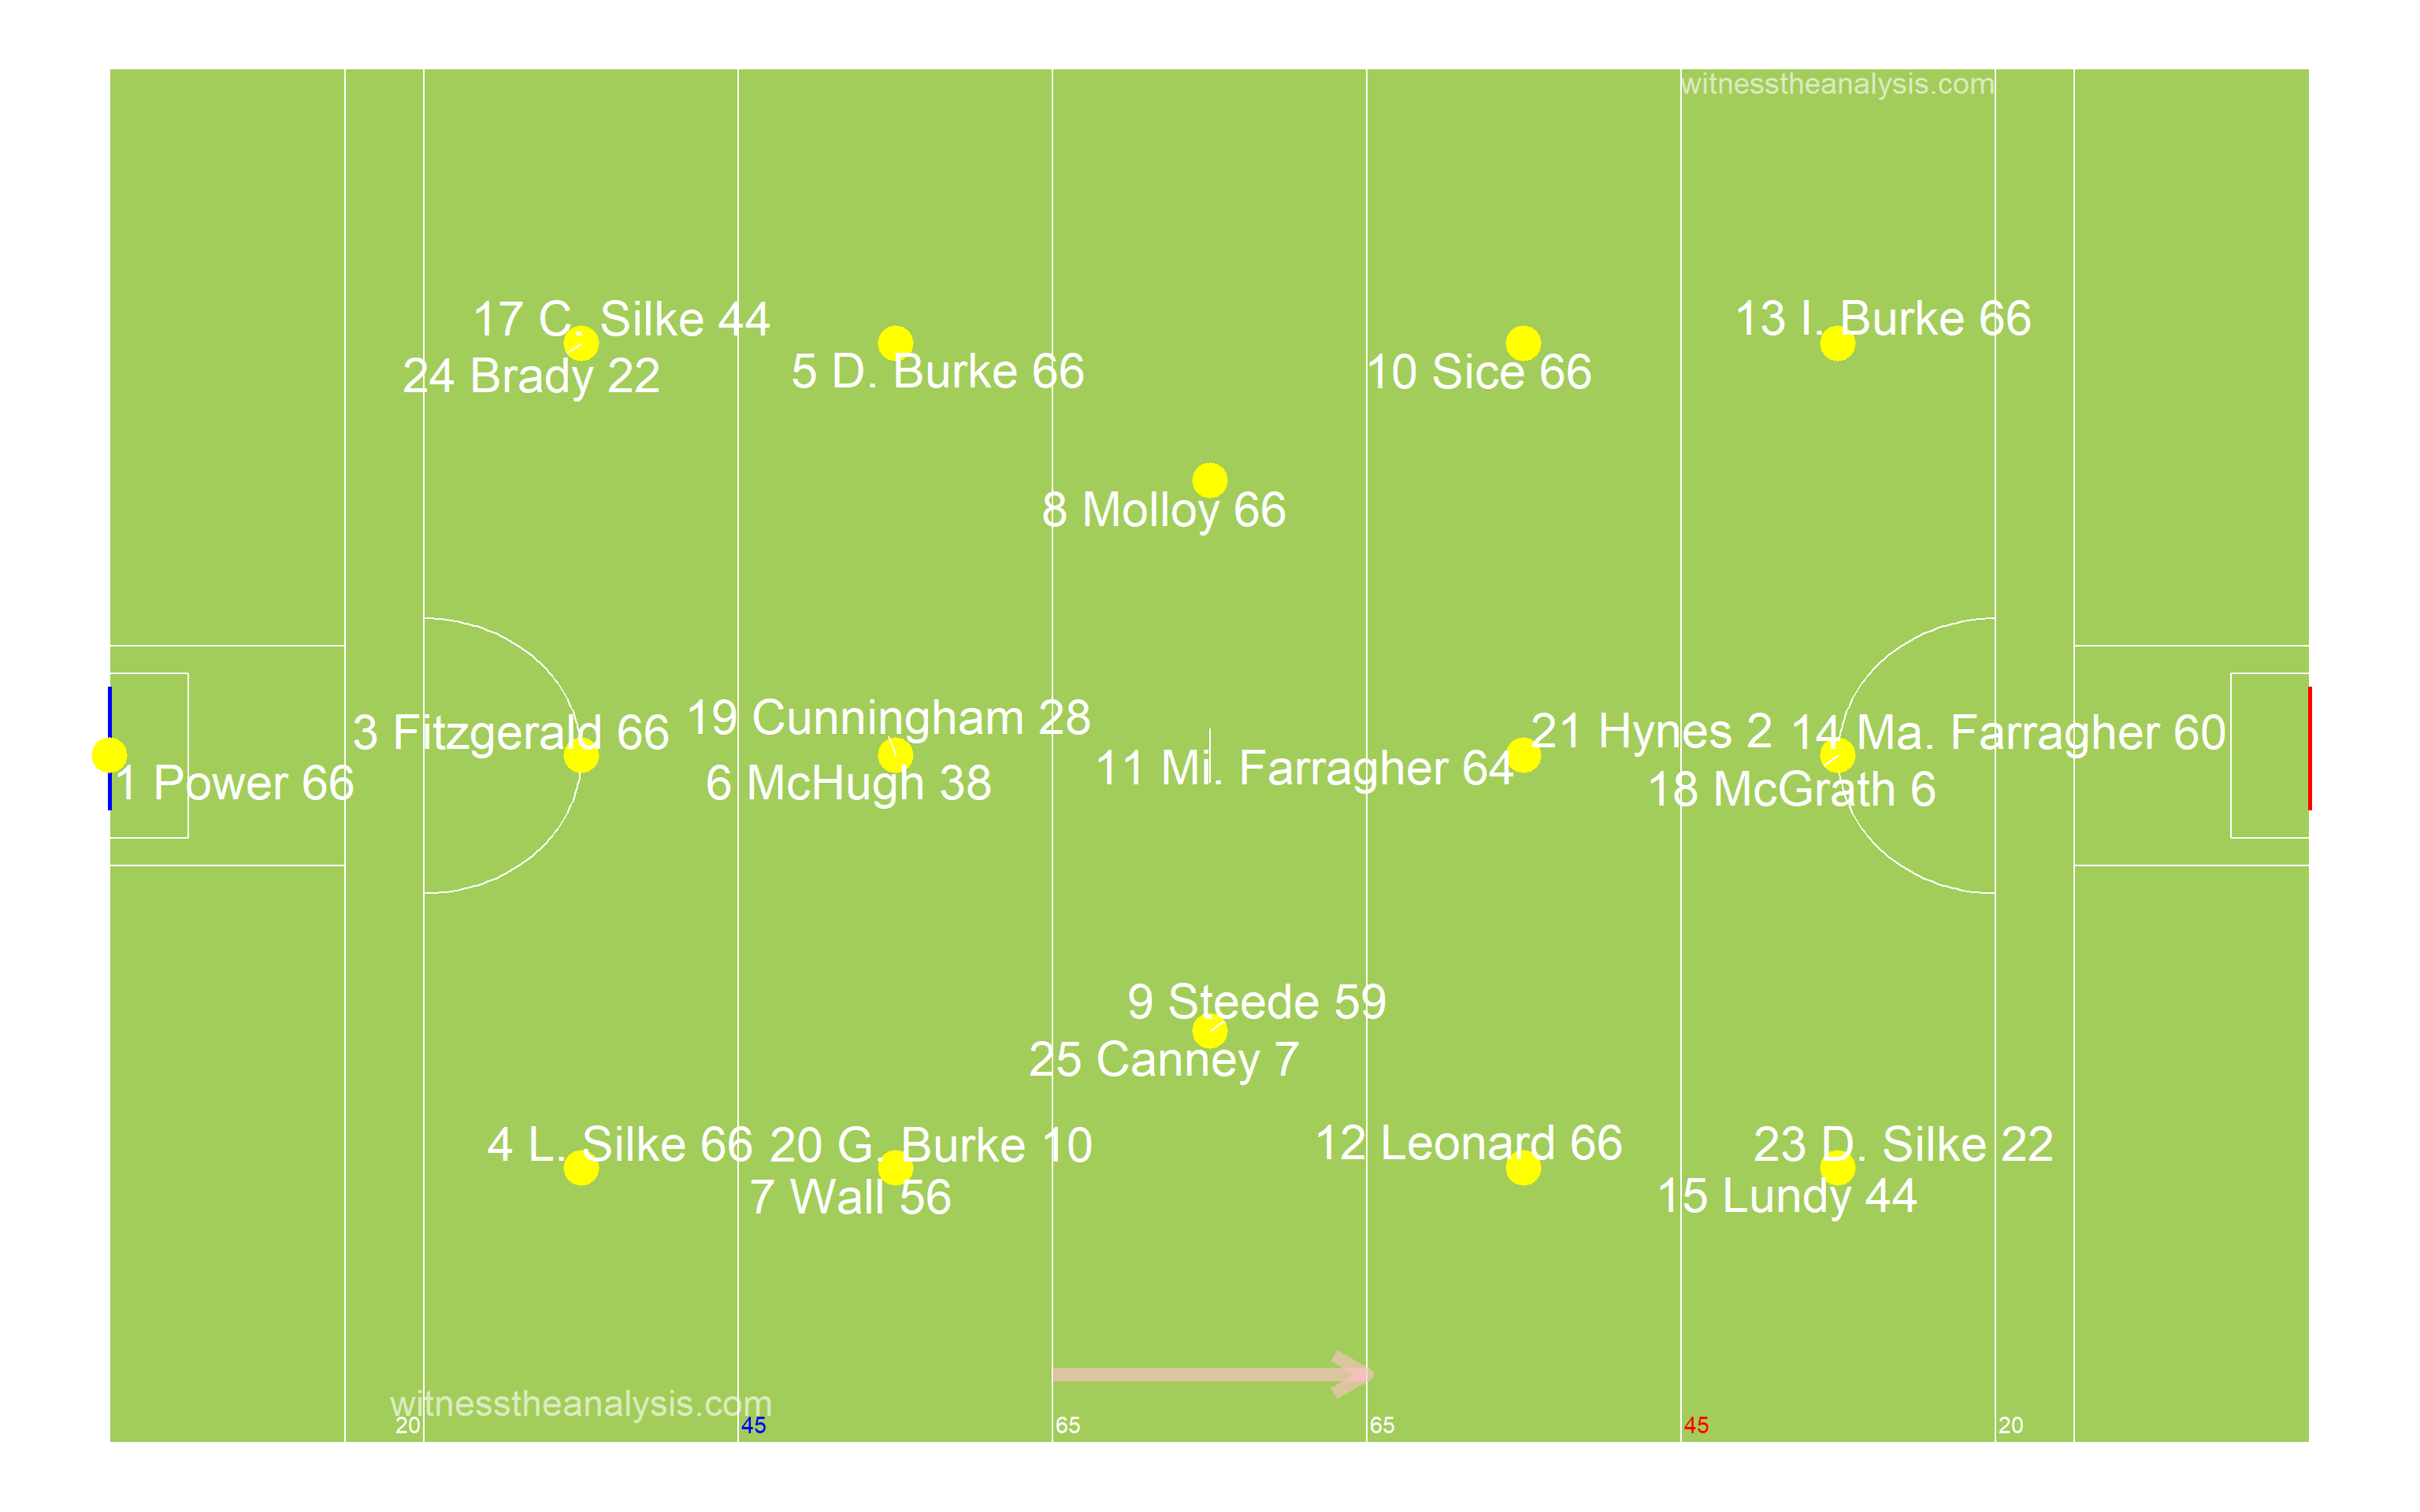 witnesstheanalysis.com
17 C. Silke 44
13 I. Burke 66
24 Brady 22
5 D. Burke 66
10 Sice 66
8 Molloy 66
3 Fitzgerald 66
19 Cunningham 28
21 Hynes 2
14 Ma. Farragher 60
1 Power 66
6 McHugh 38
11 Mi. Farragher 64
18 McGrath 6
9 Steede 59
25 Canney 7
4 L. Silke 66
20 G. Burke 10
12 Leonard 66
23 D. Silke 22
7 Wall 56
15 Lundy 44
witnesstheanalysis.com
20
45
65
65
45
20